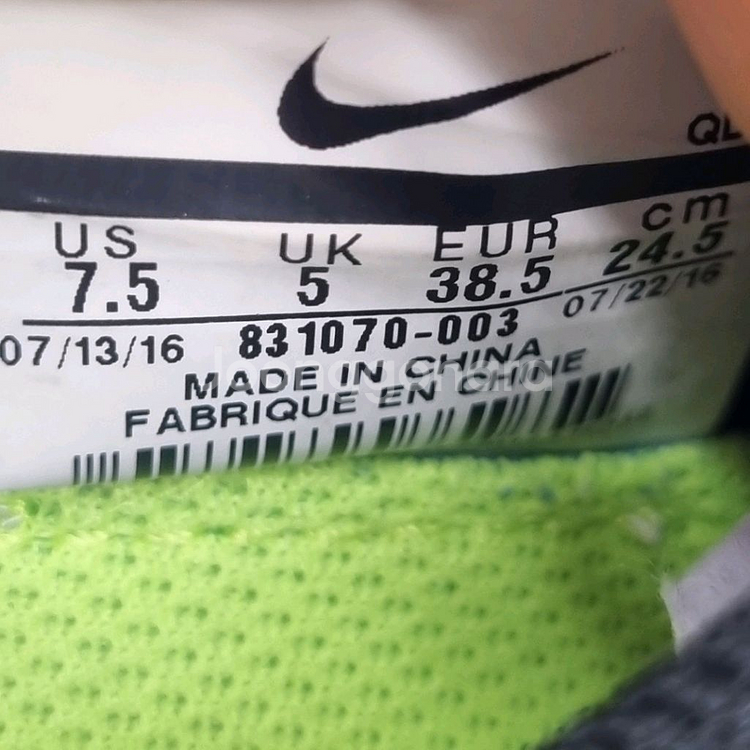 QL
US UK EUR cm
7.5 5 38.5 24.5
07/13/16 831070-003 07/22/16
MADE IN CHINA
FABRIQUE EN CHINE
Joonggonara